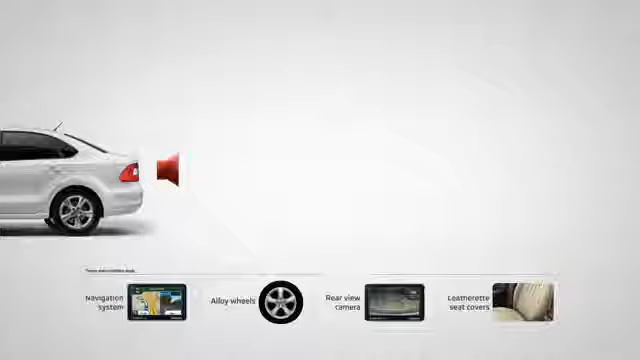 Navigation
system
Alloy wheels
Rear view
camera
Leatherette
seat covers